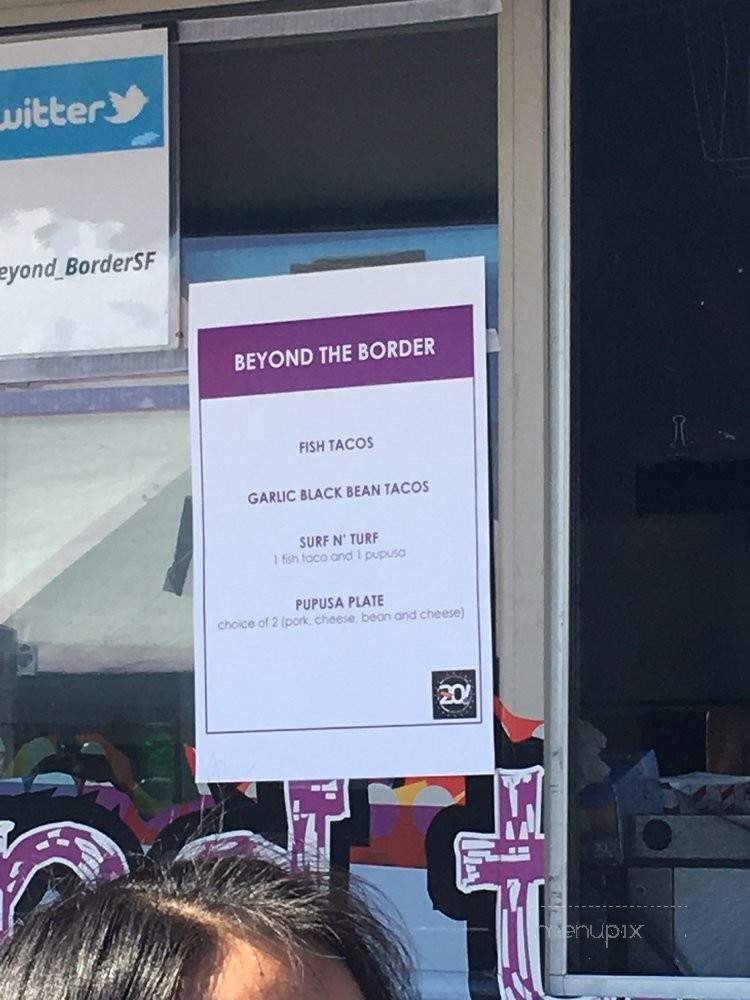 witter
eyond_BorderSF
BEYOND THE BORDER
FISH TACOS
GARLIC BLACK BEAN TACOS
SURF N' TURF
1 fish taco and 1 pupusa
PUPUSA PLATE
choice of 2 (pork, cheese, bean and cheese)
20
menupix